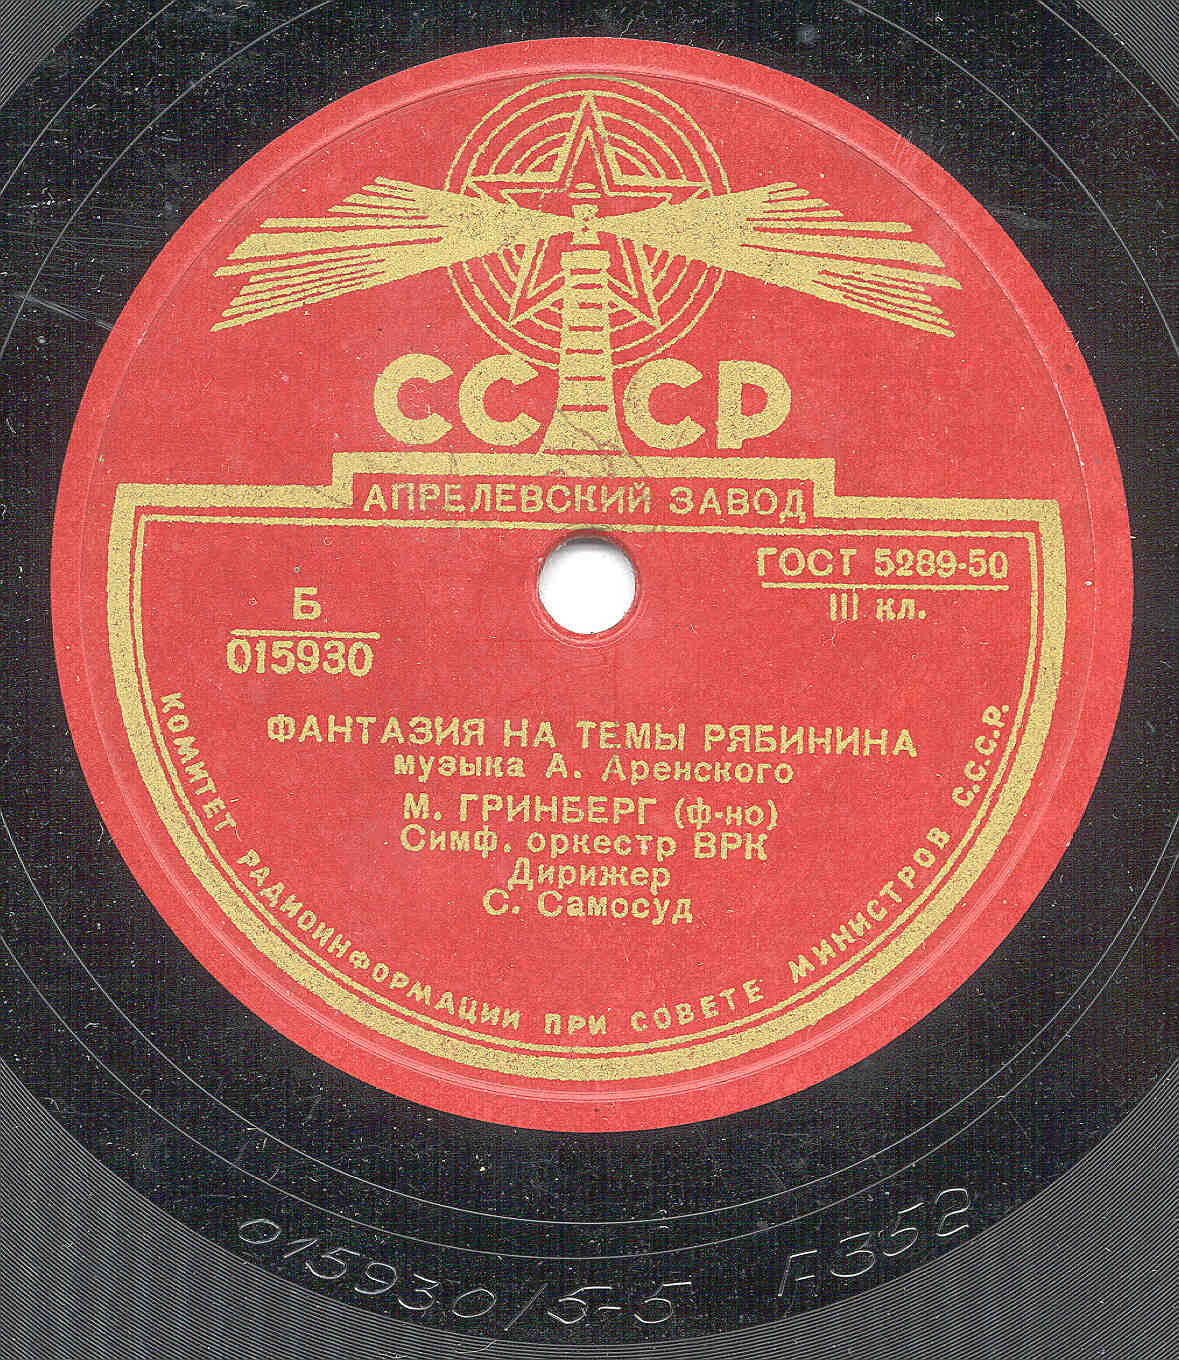 СССР
АПРЕЛЕВСКИЙ ЗАВОД
ГОСТ 5289-50
III кл.
Б
015930
ФАНТАЗИЯ НА ТЕМЫ РЯБИНИНА
музыка А. Аренского
М. ГРИНБЕРГ (ф-но)
Симф. оркестр ВРК
Дирижер
С. Самосуд
КОМИТЕТ РАДИОИНФОРМАЦИИ ПРИ СОВЕТЕ МИНИСТРОВ С.С.С.Р.
015930/5-5 F352